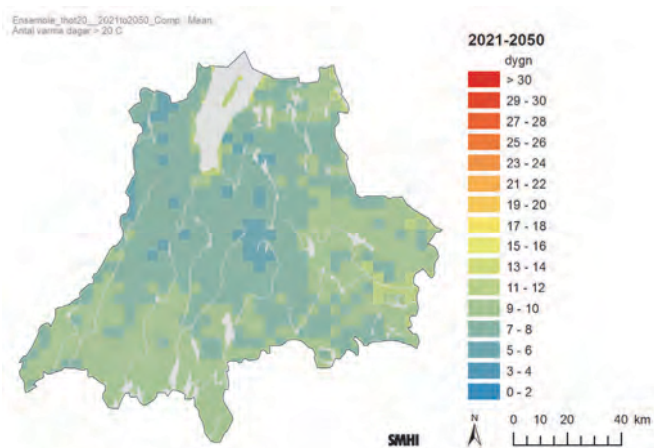 Ensemble_thot20__2021to2050_Comp Mean
Antal varma dagar > 20 C
2021-2050
dygn
> 30
29 - 30
27 - 28
25 - 26
23 - 24
21 - 22
19 - 20
17 - 18
15 - 16
13 - 14
11 - 12
9 - 10
7 - 8
5 - 6
3 - 4
0 - 2
SMHI
N
0 10 20 40 km